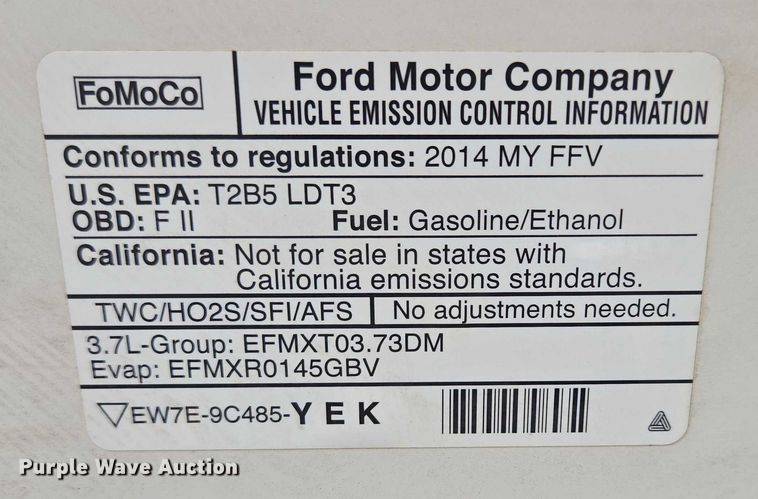 FoMoCo
Ford Motor Company
VEHICLE EMISSION CONTROL INFORMATION
Conforms to regulations: 2014 MY FFV
U.S. EPA: T2B5 LDT3
OBD: F II Fuel: Gasoline/Ethanol
California: Not for sale in states with
California emissions standards.
TWC/HO2S/SFI/AFS No adjustments needed.
3.7L-Group: EFMXT03.73DM
Evap: EFMXR0145GBV
EW7E-9C485-YEK
Purple Wave Auction